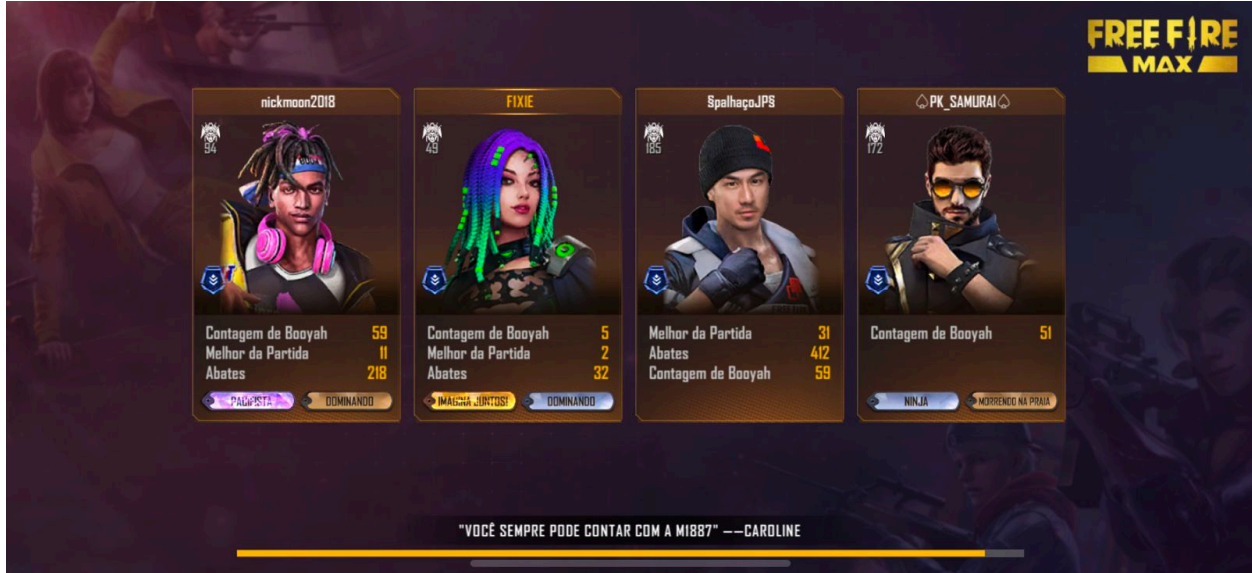 FREE FIRE
MAX
nickmoon2018
94
Contagem de Booyah 59
Melhor da Partida 11
Abates 218
PACIFISTA DOMINANDO
FIXIE
49
Contagem de Booyah 5
Melhor da Partida 2
Abates 32
IMAGINA JUNTOS! DOMINANDO
§palhaçoJP§
185
Melhor da Partida 31
Abates 412
Contagem de Booyah 59
♤PK_SAMURAI♤
172
Contagem de Booyah 51
NINJA MORRENDO NA PRAIA
"VOCÊ SEMPRE PODE CONTAR COM A M1887" ——CAROLINE